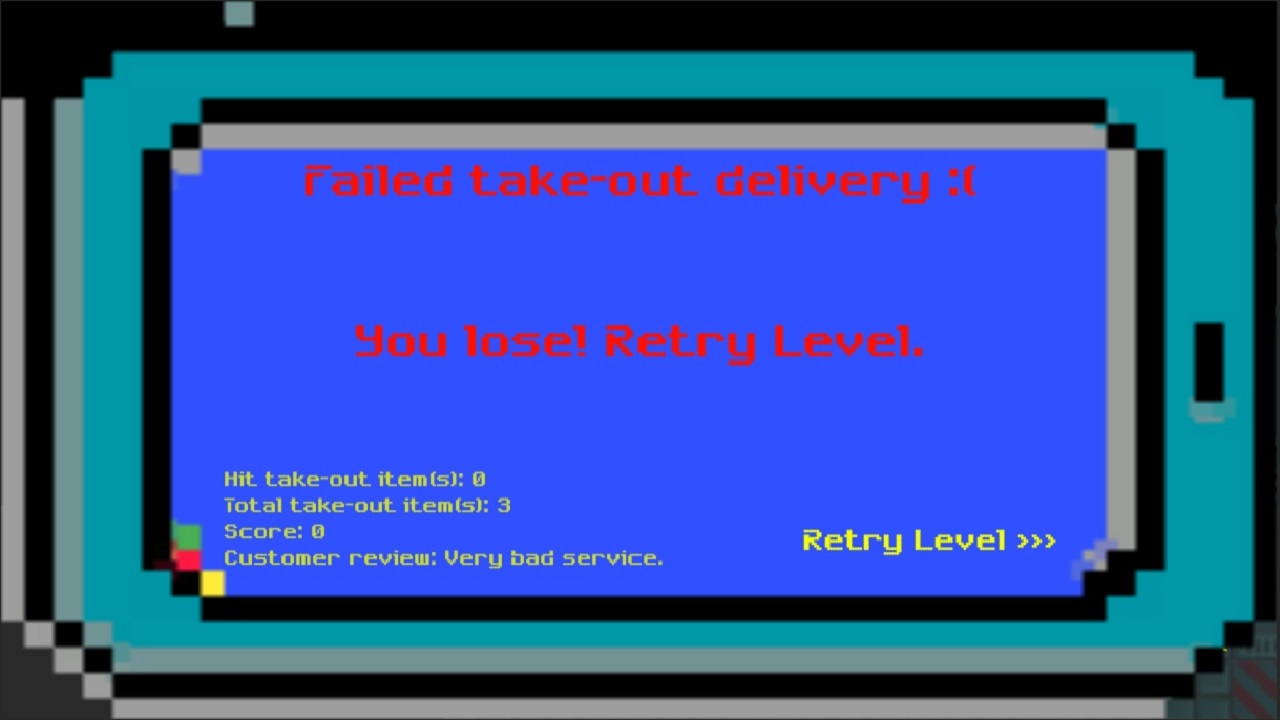 Failed take-out delivery :(
You lose! Retry Level.
Hit take-out item(s): 0
Total take-out item(s): 3
Score: 0
Customer review: Very bad service.
Retry Level >>>